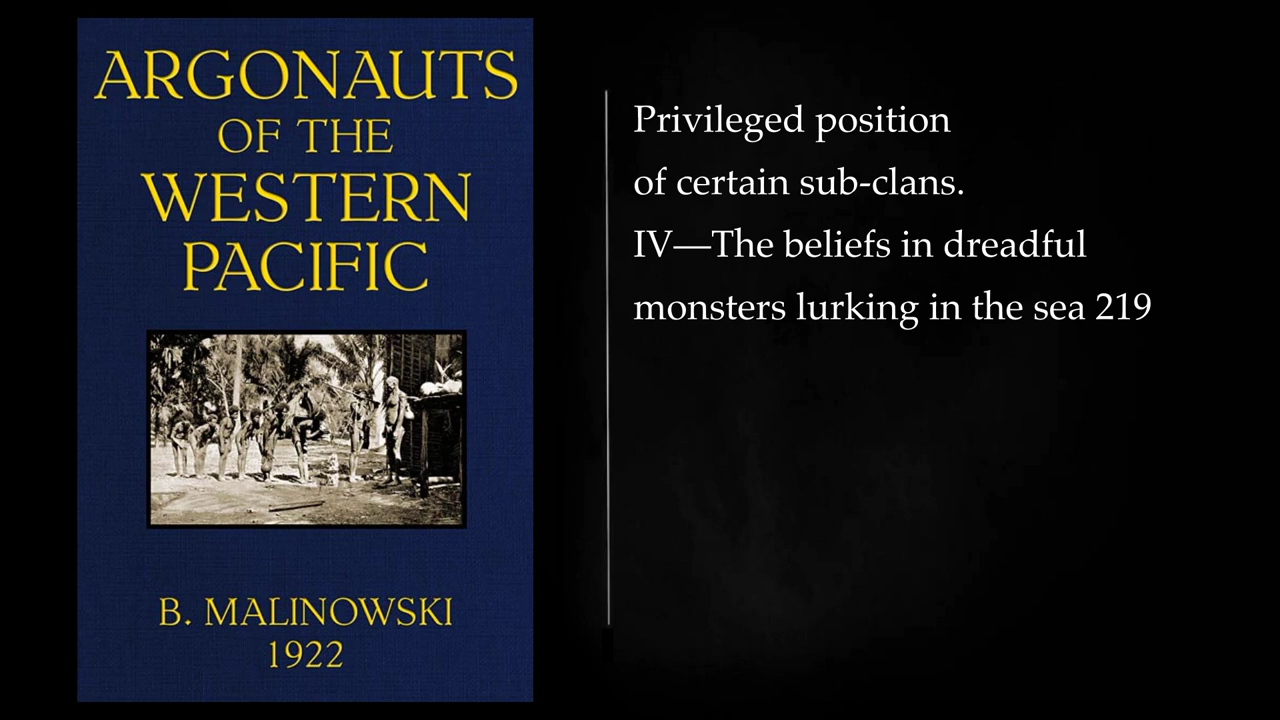 ARGONAUTS
OF THE
WESTERN
PACIFIC
B. MALINOWSKI
1922
Privileged position
of certain sub-clans.
IV—The beliefs in dreadful
monsters lurking in the sea 219